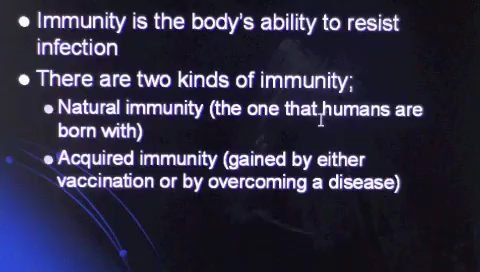 Immunity is the body's ability to resist
infection
There are two kinds of immunity;
Natural immunity (the one that humans are
born with)
Acquired immunity (gained by either
vaccination or by overcoming a disease)